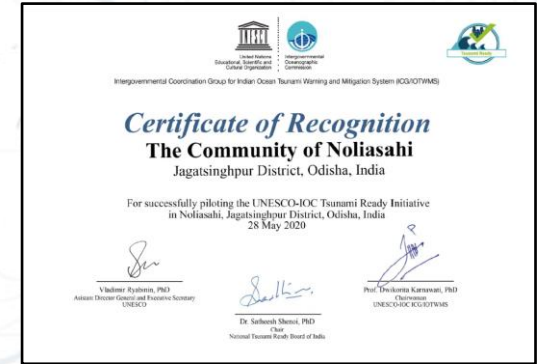 United Nations
Educational, Scientific and
Cultural Organization
Intergovernmental
Oceanographic
Commission
Tsunami Ready
Intergovernmental Coordination Group for Indian Ocean Tsunami Warning and Mitigation System (ICG/IOTWMS)
Certificate of Recognition
The Community of Noliasahi
Jagatsinghpur District, Odisha, India
For successfully piloting the UNESCO-IOC Tsunami Ready Initiative
in Noliasahi, Jagatsinghpur District, Odisha, India
28 May 2020
Vladimir Ryabinin, PhD
Director General and Executive Secretary
UNESCO
Dr. Satheesh Shenoi, PhD
Chair
National Tsunami Ready Board of India
Prof. Dwikorita Karnawati, PhD
Chairwoman
UNESCO-IOC ICG/IOTWMS